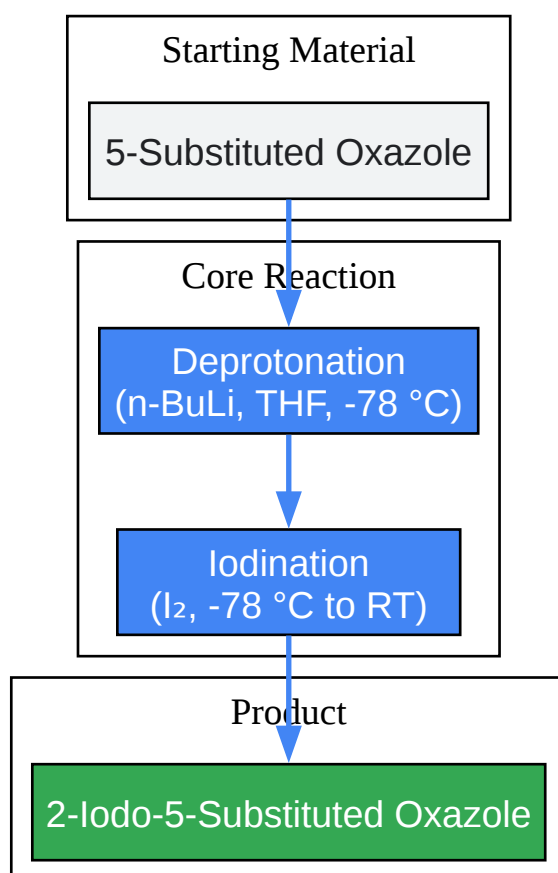 Starting Material
5-Substituted Oxazole
Core Reaction
Deprotonation
(n-BuLi, THF, -78 °C)
Iodination
(I₂, -78 °C to RT)
Product
2-Iodo-5-Substituted Oxazole